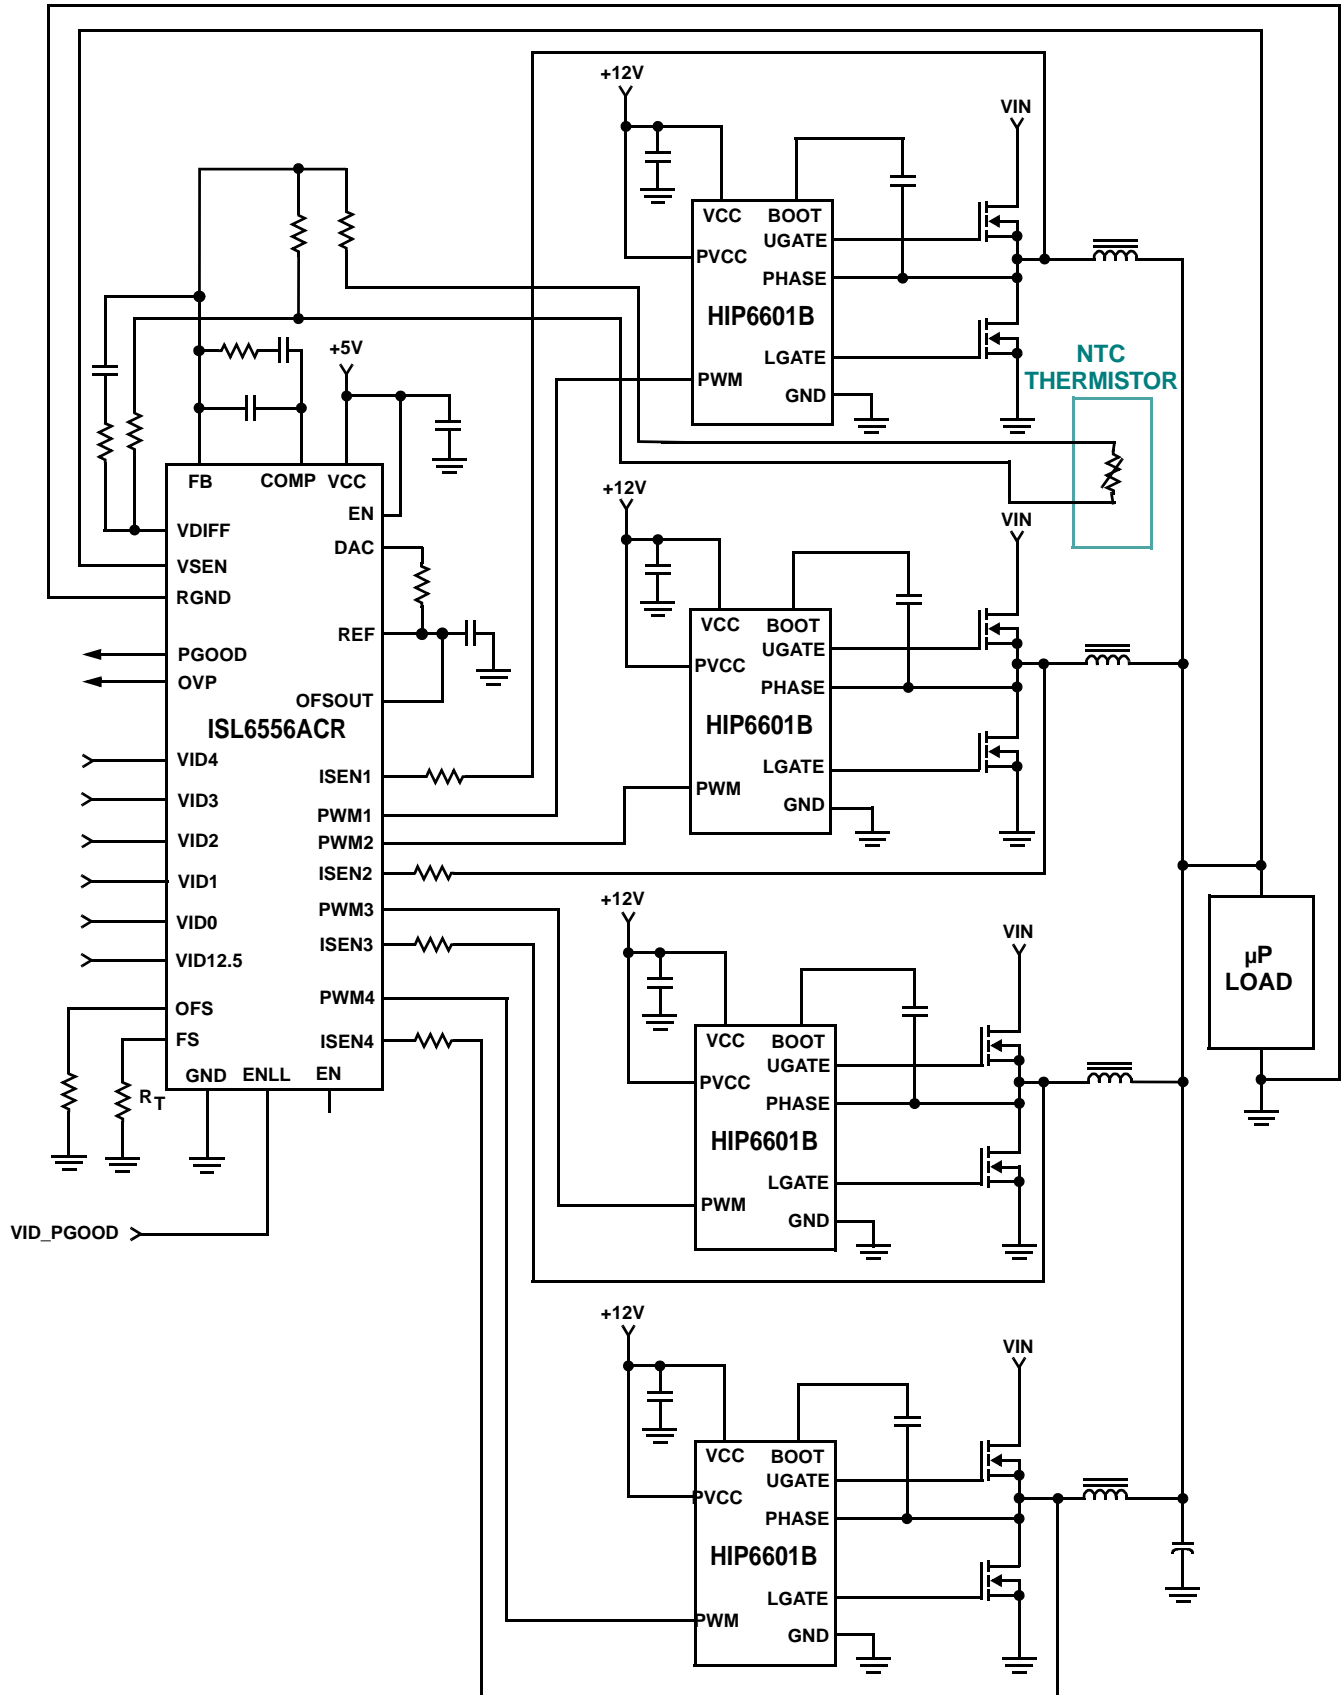 +12V
VIN
VCC
BOOT
UGATE
PVCC
PHASE
HIP6601B
LGATE
PWM
GND
NTC
THERMISTOR
+5V
FB
COMP
VCC
EN
VDIFF
DAC
VSEN
RGND
REF
PGOOD
OVP
OFSOUT
ISL6556ACR
VID4
ISEN1
VID3
PWM1
VID2
PWM2
VID1
ISEN2
VID0
PWM3
ISEN3
VID12.5
PWM4
OFS
FS
ISEN4
GND
ENLL
EN
RT
VID_PGOOD
+12V
VIN
VCC
BOOT
UGATE
PVCC
PHASE
HIP6601B
LGATE
PWM
GND
+12V
VIN
VCC
BOOT
UGATE
PVCC
PHASE
HIP6601B
LGATE
PWM
GND
µP
LOAD
+12V
VIN
VCC
BOOT
UGATE
PVCC
PHASE
HIP6601B
LGATE
PWM
GND